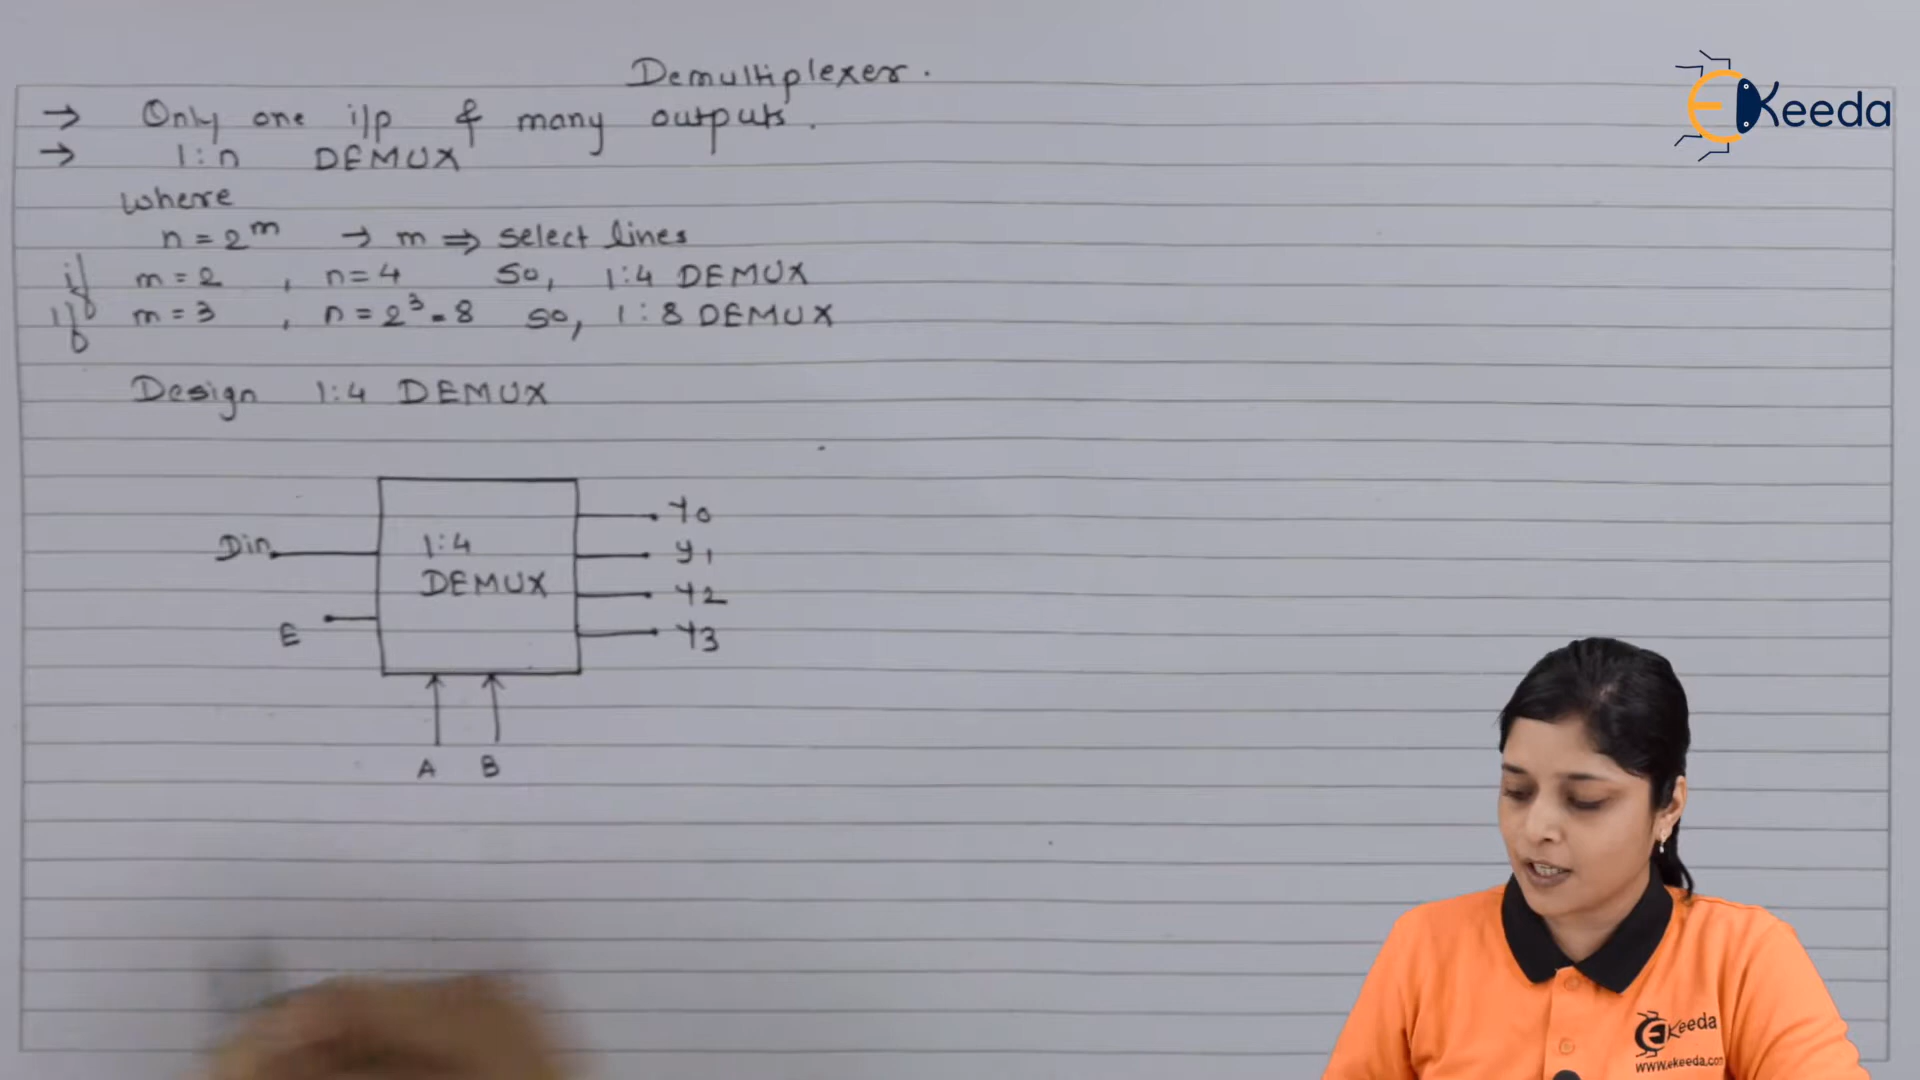 Demultiplexer.
→ Only one i/p & many outputs.
→ 1:n DEMUX
where
n = 2^m → m ⇒ select lines
if m = 2 , n = 4 so, 1:4 DEMUX
if m = 3 , n = 2^3 = 8 so, 1:8 DEMUX
Design 1:4 DEMUX
Din
E
1:4
DEMUX
Y0
Y1
Y2
Y3
A B
EKeeda
EKeeda
www.ekeeda.com